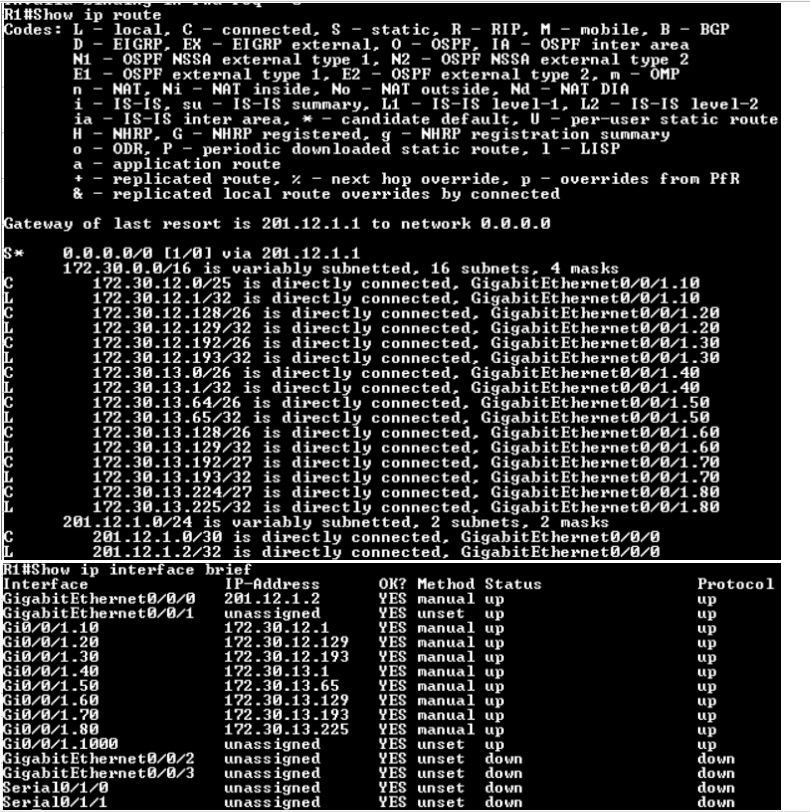 R1#Show ip route
Codes: L - local, C - connected, S - static, R - RIP, M - mobile, B - BGP
D - EIGRP, EX - EIGRP external, O - OSPF, IA - OSPF inter area
N1 - OSPF NSSA external type 1, N2 - OSPF NSSA external type 2
E1 - OSPF external type 1, E2 - OSPF external type 2, m - OMP
n - NAT, Ni - NAT inside, No - NAT outside, Nd - NAT DIA
i - IS-IS, su - IS-IS summary, L1 - IS-IS level-1, L2 - IS-IS level-2
ia - IS-IS inter area, * - candidate default, U - per-user static route
H - NHRP, G - NHRP registered, g - NHRP registration summary
o - ODR, P - periodic downloaded static route, l - LISP
a - application route
+ - replicated route, % - next hop override, p - overrides from PfR
& - replicated local route overrides by connected
Gateway of last resort is 201.12.1.1 to network 0.0.0.0
S* 0.0.0.0/0 [1/0] via 201.12.1.1
172.30.0.0/16 is variably subnetted, 16 subnets, 4 masks
C 172.30.12.0/25 is directly connected, GigabitEthernet0/0/1.10
L 172.30.12.1/32 is directly connected, GigabitEthernet0/0/1.10
C 172.30.12.128/26 is directly connected, GigabitEthernet0/0/1.20
L 172.30.12.129/32 is directly connected, GigabitEthernet0/0/1.20
C 172.30.12.192/26 is directly connected, GigabitEthernet0/0/1.30
L 172.30.12.193/32 is directly connected, GigabitEthernet0/0/1.30
C 172.30.13.0/26 is directly connected, GigabitEthernet0/0/1.40
L 172.30.13.1/32 is directly connected, GigabitEthernet0/0/1.40
C 172.30.13.64/26 is directly connected, GigabitEthernet0/0/1.50
L 172.30.13.65/32 is directly connected, GigabitEthernet0/0/1.50
C 172.30.13.128/26 is directly connected, GigabitEthernet0/0/1.60
L 172.30.13.129/32 is directly connected, GigabitEthernet0/0/1.60
C 172.30.13.192/27 is directly connected, GigabitEthernet0/0/1.70
L 172.30.13.193/32 is directly connected, GigabitEthernet0/0/1.70
C 172.30.13.224/27 is directly connected, GigabitEthernet0/0/1.80
L 172.30.13.225/32 is directly connected, GigabitEthernet0/0/1.80
201.12.1.0/24 is variably subnetted, 2 subnets, 2 masks
C 201.12.1.0/30 is directly connected, GigabitEthernet0/0/0
L 201.12.1.2/32 is directly connected, GigabitEthernet0/0/0
R1#Show ip interface brief
Interface IP-Address OK? Method Status Protocol
GigabitEthernet0/0/0 201.12.1.2 YES manual up up
GigabitEthernet0/0/1 unassigned YES unset up up
Gi0/0/1.10 172.30.12.1 YES manual up up
Gi0/0/1.20 172.30.12.129 YES manual up up
Gi0/0/1.30 172.30.12.193 YES manual up up
Gi0/0/1.40 172.30.13.1 YES manual up up
Gi0/0/1.50 172.30.13.65 YES manual up up
Gi0/0/1.60 172.30.13.129 YES manual up up
Gi0/0/1.70 172.30.13.193 YES manual up up
Gi0/0/1.80 172.30.13.225 YES manual up up
Gi0/0/1.1000 unassigned YES unset up up
GigabitEthernet0/0/2 unassigned YES unset down down
GigabitEthernet0/0/3 unassigned YES unset down down
Serial0/1/0 unassigned YES unset down down
Serial0/1/1 unassigned YES unset down down